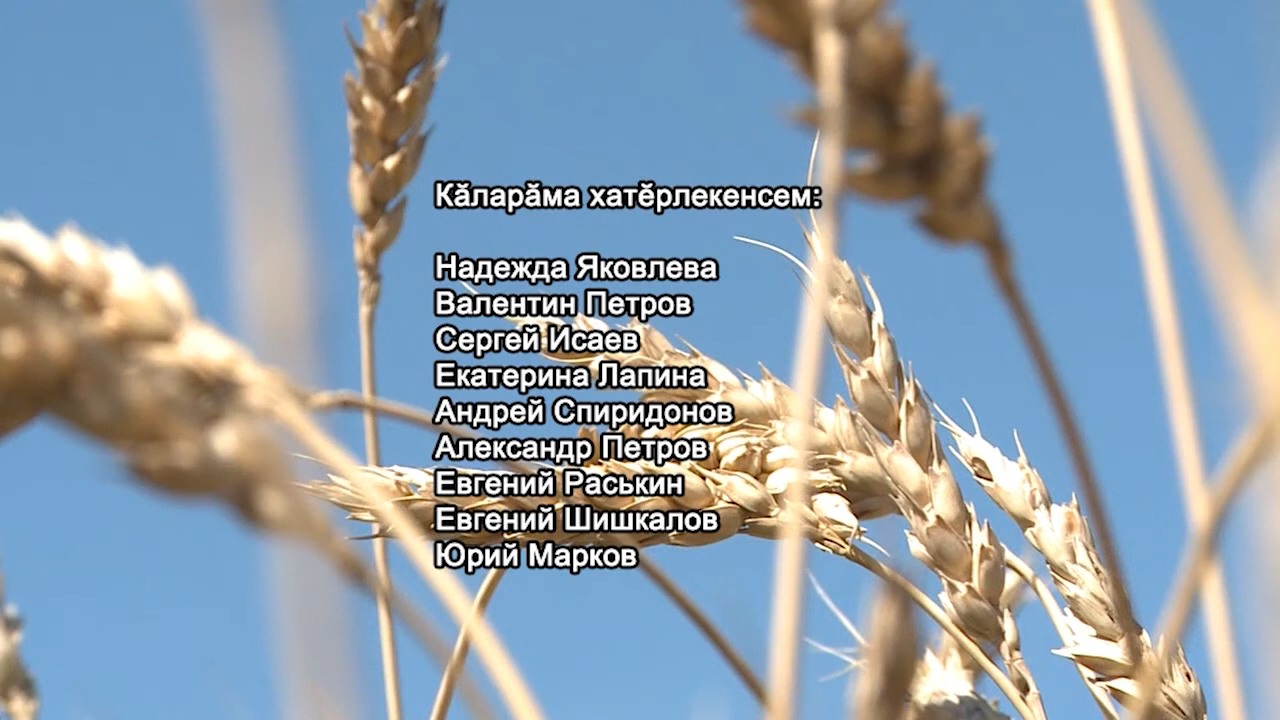 Кӑларӑма хатӗрлекенсем:
Надежда Яковлева
Валентин Петров
Сергей Исаев
Екатерина Лапина
Андрей Спиридонов
Александр Петров
Евгений Раськин
Евгений Шишкалов
Юрий Марков